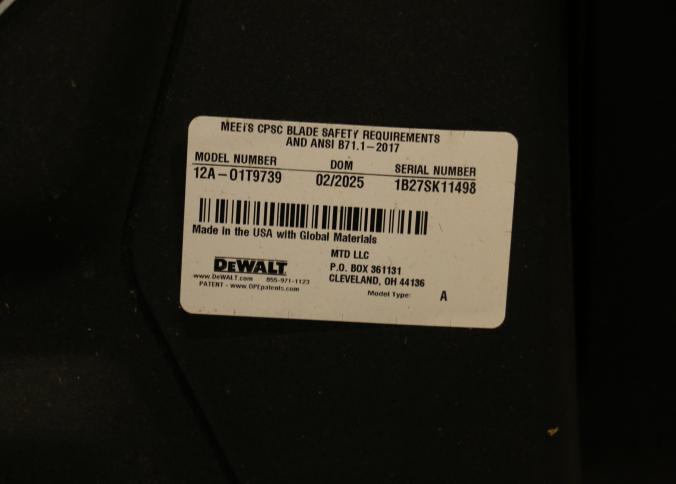 MEETS CPSC BLADE SAFETY REQUIREMENTS
AND ANSI B71.1-2017
MODEL NUMBER DOM SERIAL NUMBER
12A-01T9739 02/2025 1B27SK11498
Made in the USA with Global Materials
MTD LLC
P.O. BOX 361131
CLEVELAND, OH 44136
DEWALT
www.DeWALT.com 855-971-1123
PATENT - www.OPEpatents.com
Model Type: A